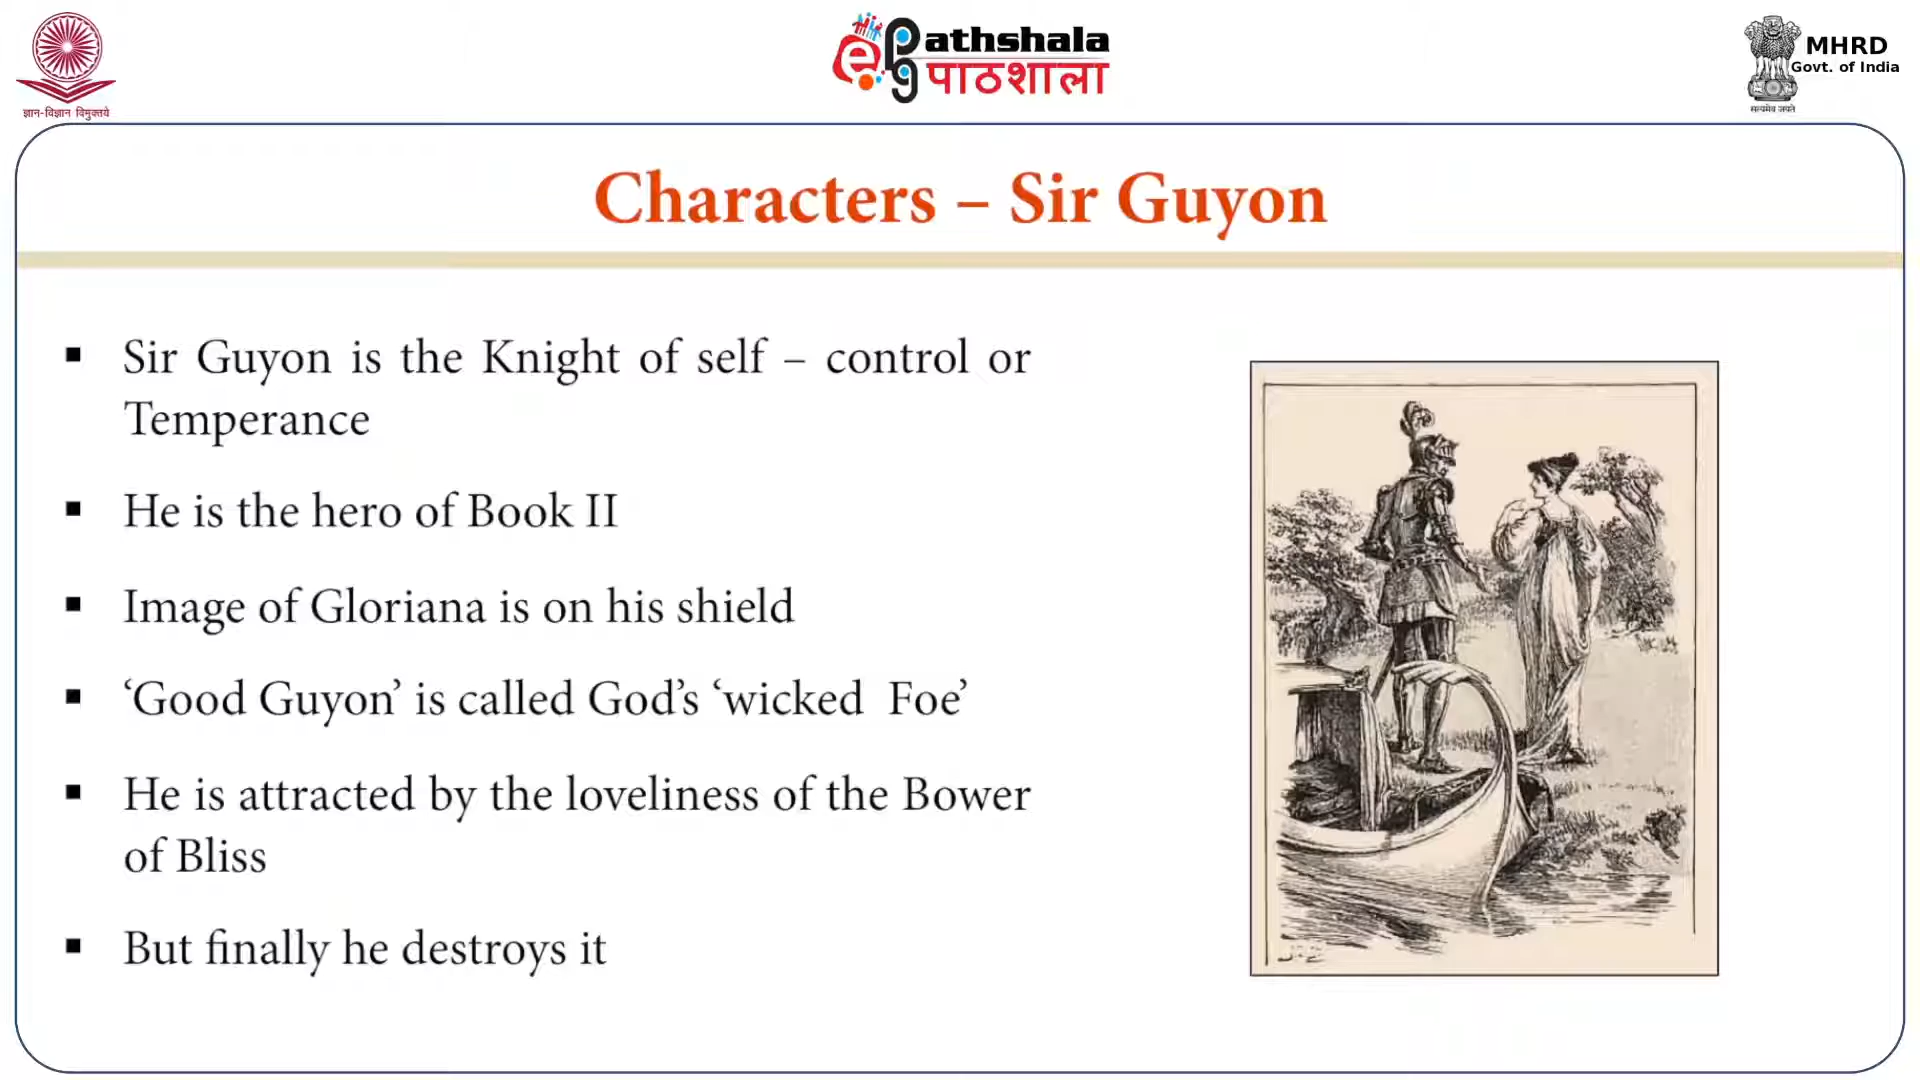 ज्ञान-विज्ञान विमुक्तये
ePathshala
पाठशाला
MHRD
Govt. of India
सत्यमेव जयते
Characters – Sir Guyon
▪ Sir Guyon is the Knight of self – control or
Temperance
▪ He is the hero of Book II
▪ Image of Gloriana is on his shield
▪ ‘Good Guyon’ is called God’s ‘wicked Foe’
▪ He is attracted by the loveliness of the Bower
of Bliss
▪ But finally he destroys it